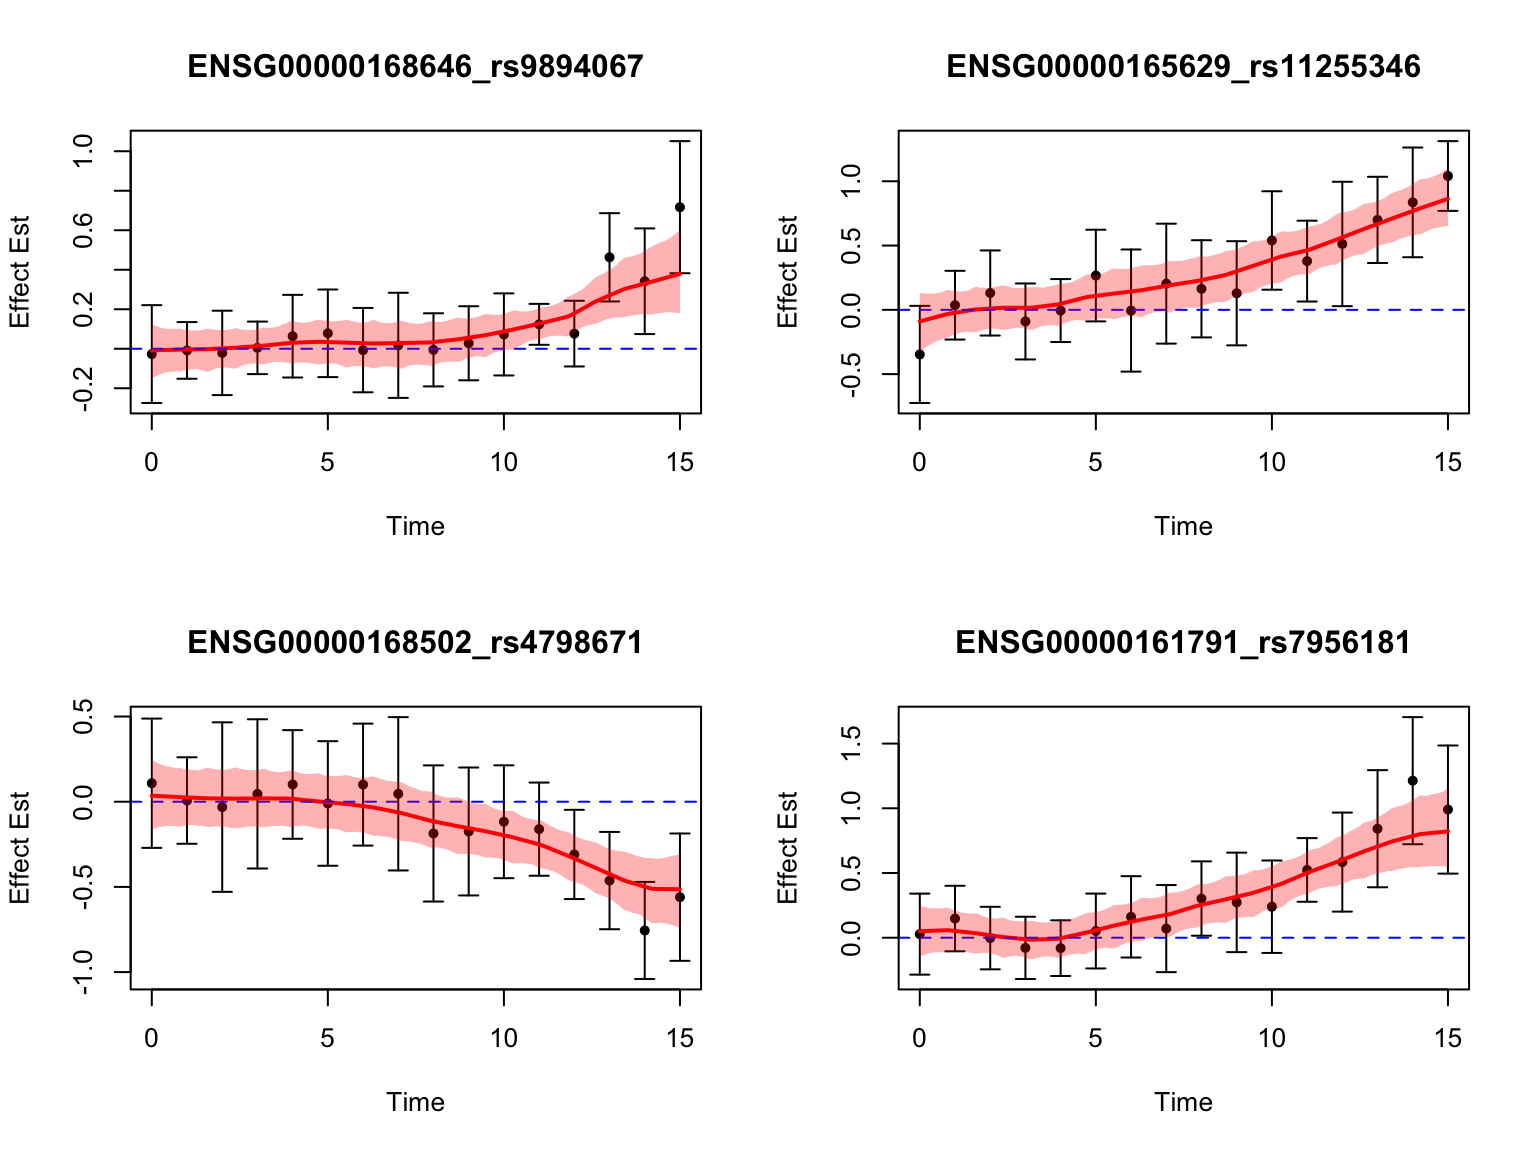 ENSG00000168646_rs9894067
Effect Est
1.0
0.6
0.2
-0.2
0 5 10 15
Time
ENSG00000165629_rs11255346
Effect Est
1.0
0.5
0.0
-0.5
0 5 10 15
Time
ENSG00000168502_rs4798671
Effect Est
0.5
0.0
-0.5
-1.0
0 5 10 15
Time
ENSG00000161791_rs7956181
Effect Est
1.5
1.0
0.5
0.0
0 5 10 15
Time